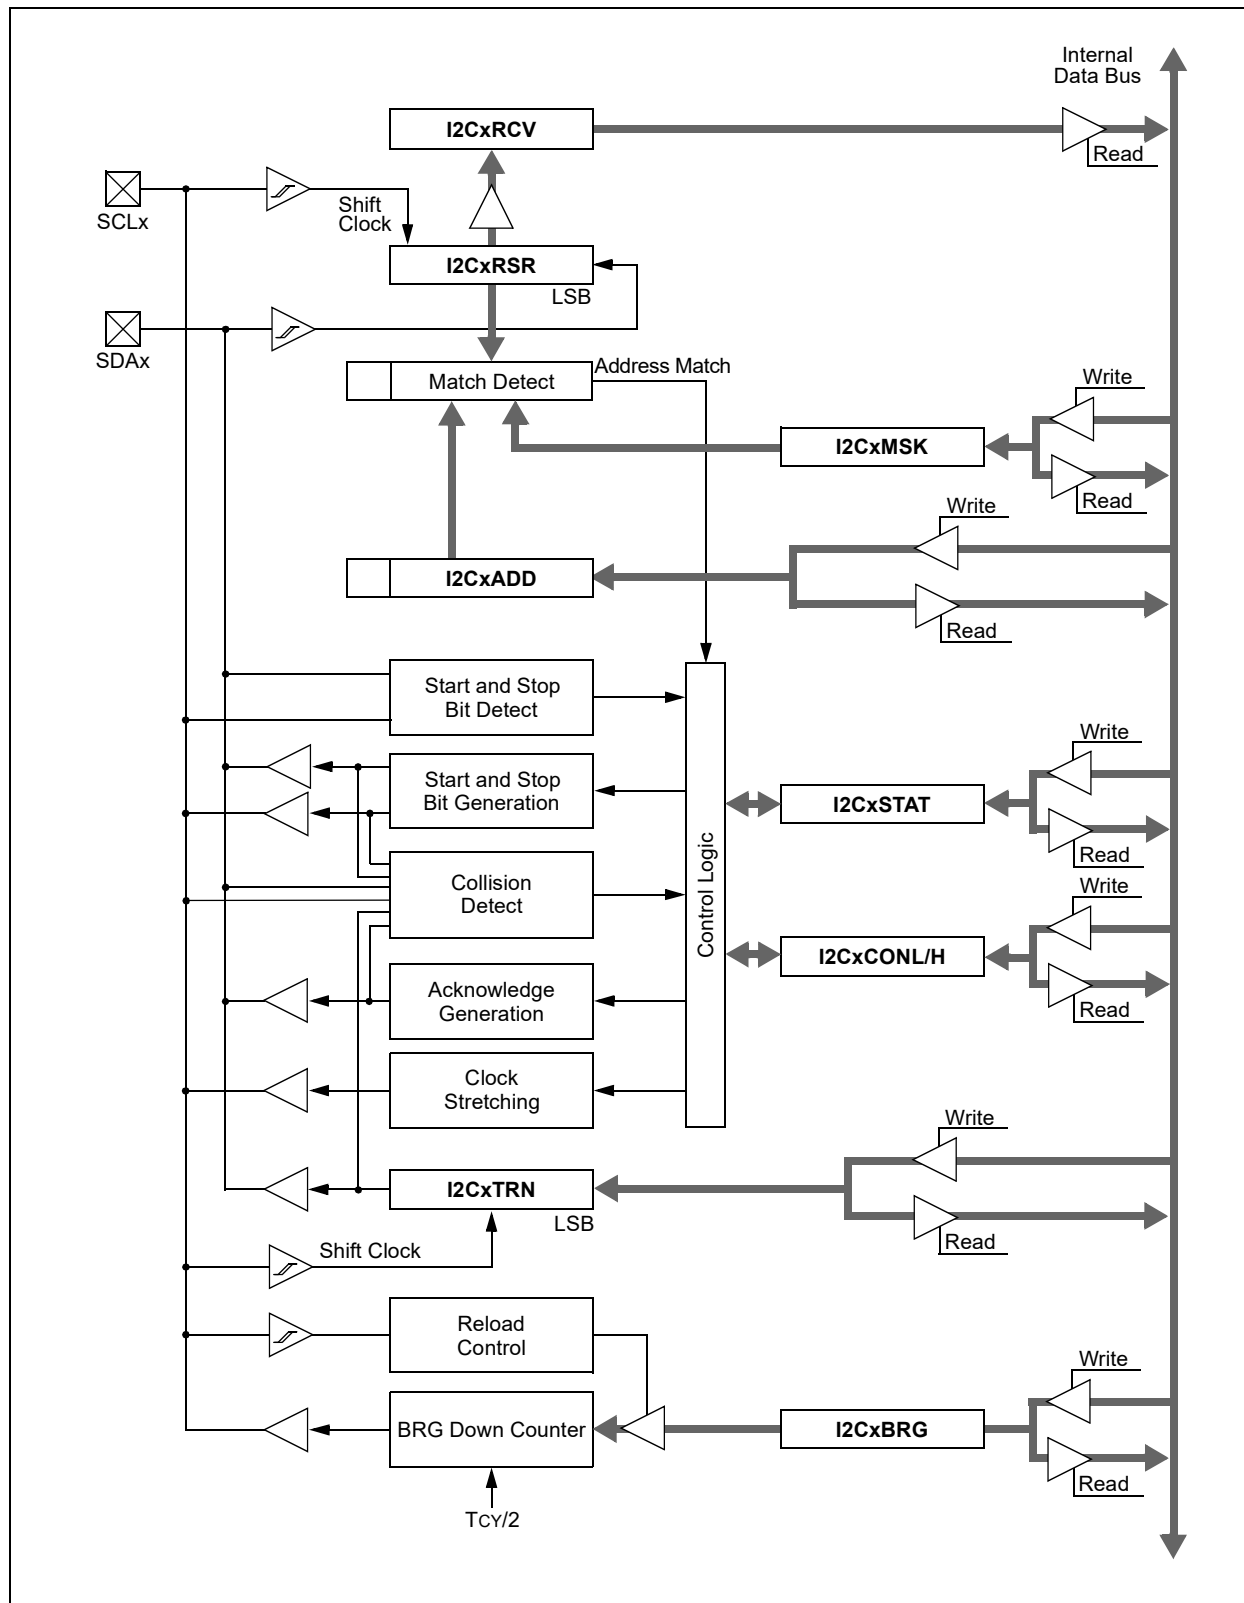 Internal
Data Bus
I2CxRCV
Read
SCLx
Shift
Clock
I2CxRSR
LSB
SDAx
Match Detect
Address Match
Write
I2CxMSK
Read
Write
I2CxADD
Read
Start and Stop
Bit Detect
Start and Stop
Bit Generation
Write
I2CxSTAT
Read
Collision
Detect
Control Logic
Write
I2CxCONL/H
Read
Acknowledge
Generation
Clock
Stretching
Write
I2CxTRN
LSB
Read
Shift Clock
Reload
Control
Write
BRG Down Counter
I2CxBRG
Read
TCY/2